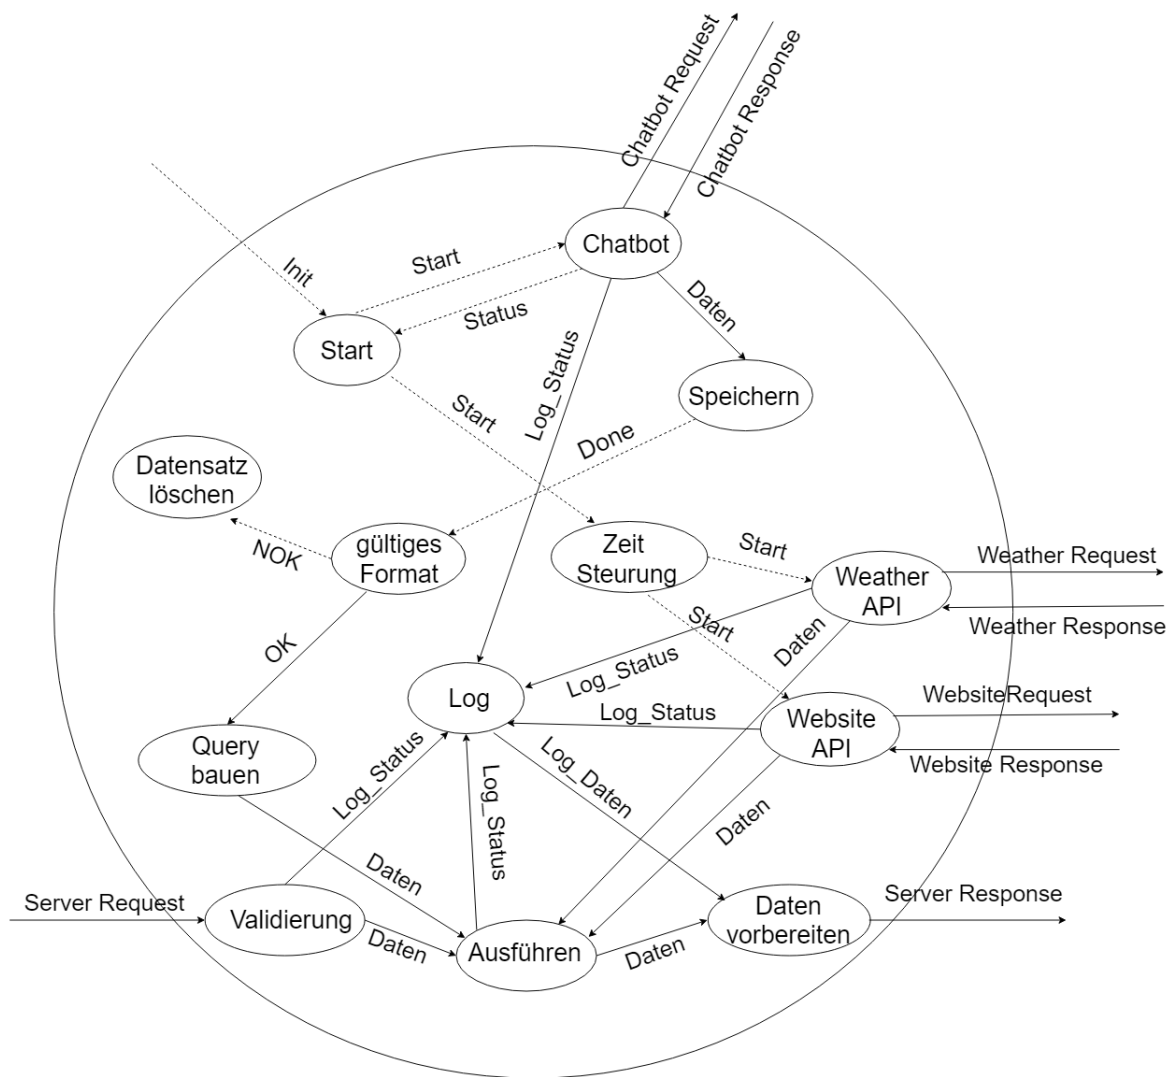 Chatbot Request
Chatbot Response
Chatbot
Init
Start
Status
Daten
Start
Start
Log_Status
Speichern
Done
Datensatz
löschen
NOK
gültiges
Format
Zeit
Steurung
Start
Weather
API
Weather Request
Weather Response
Start
Daten
OK
Log_Status
Log
Log_Status
Website
API
WebsiteRequest
Website Response
Query
bauen
Log_Status
Log_Status
Log_Daten
Daten
Daten
Server Request
Validierung
Daten
Ausführen
Daten
Daten
vorbereiten
Server Response